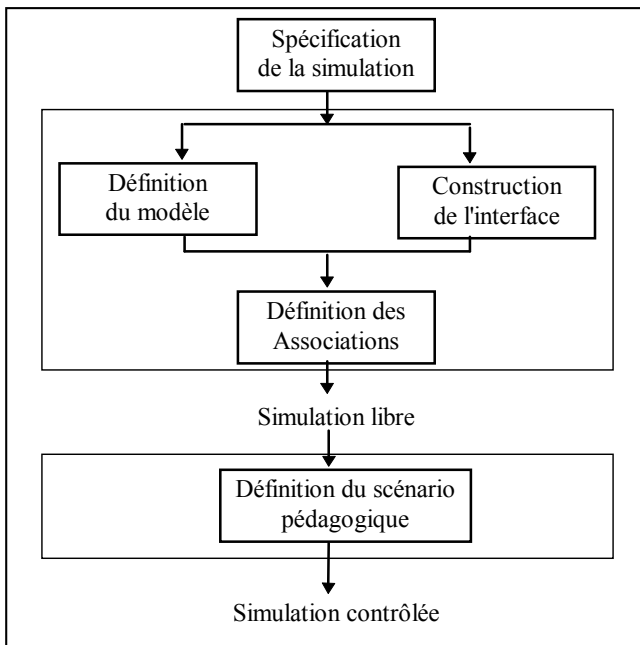 Spécification
de la simulation
Définition
du modèle
Construction
de l'interface
Définition des
Associations
Simulation libre
Définition du scénario
pédagogique
Simulation contrôlée